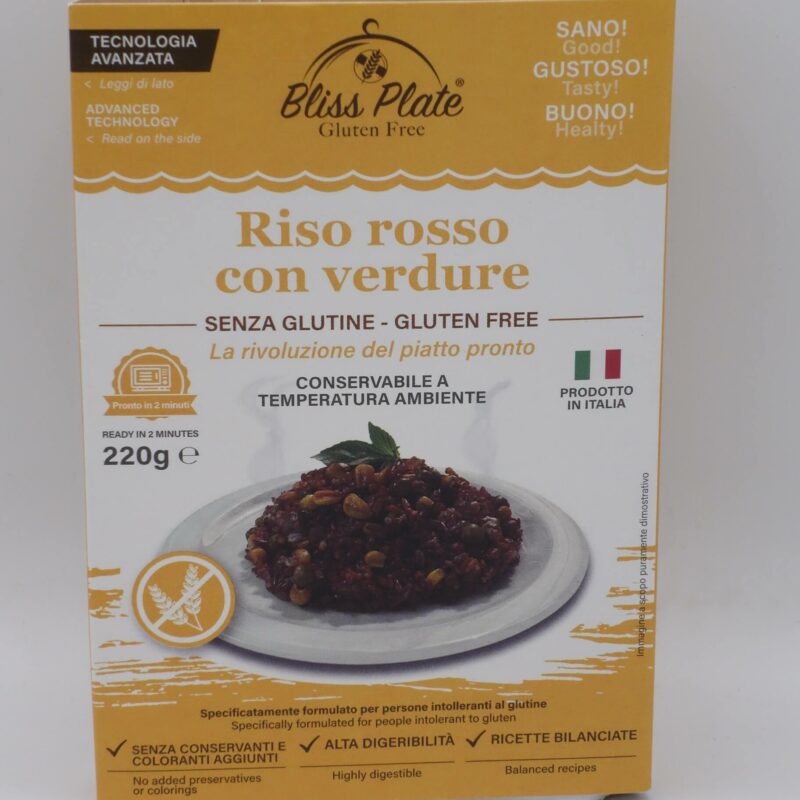 TECNOLOGIA
AVANZATA
< Leggi di lato
ADVANCED
TECHNOLOGY
< Read on the side
Bliss Plate®
Gluten Free
SANO!
Good!
GUSTOSO!
Tasty!
BUONO!
Healty!
Riso rosso
con verdure
SENZA GLUTINE - GLUTEN FREE
La rivoluzione del piatto pronto
CONSERVABILE A
TEMPERATURA AMBIENTE
Pronto in 2 minuti
READY IN 2 MINUTES
220g ℮
PRODOTTO
IN ITALIA
Immagine a scopo puramente dimostrativo
Specificatamente formulato per persone intolleranti al glutine
Specifically formulated for people intolerant to gluten
SENZA CONSERVANTI E
COLORANTI AGGIUNTI
No added preservatives
or colorings
ALTA DIGERIBILITÀ
Highly digestible
RICETTE BILANCIATE
Balanced recipes